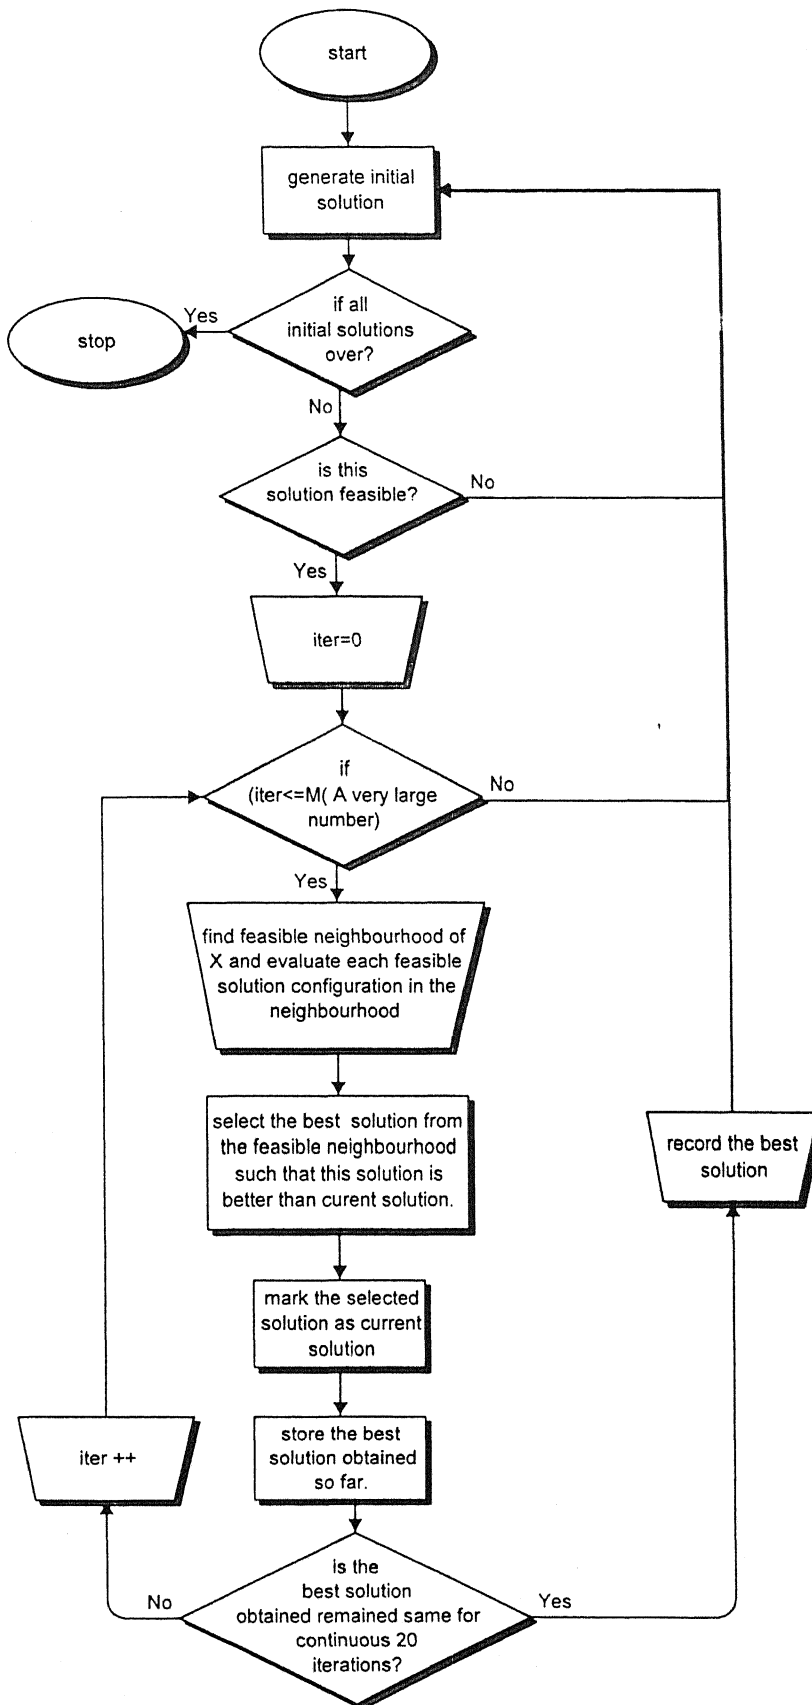 start
generate initial
solution
if all
initial solutions
over?
Yes
stop
No
is this
solution feasible?
No
Yes
iter=0
if
(iter<=M( A very large
number)
No
Yes
find feasible neighbourhood of
X and evaluate each feasible
solution configuration in the
neighbourhood
select the best solution from
the feasible neighbourhood
such that this solution is
better than curent solution.
record the best
solution
mark the selected
solution as current
solution
iter ++
store the best
solution obtained
so far.
is the
best solution
obtained remained same for
continuous 20
iterations?
No
Yes